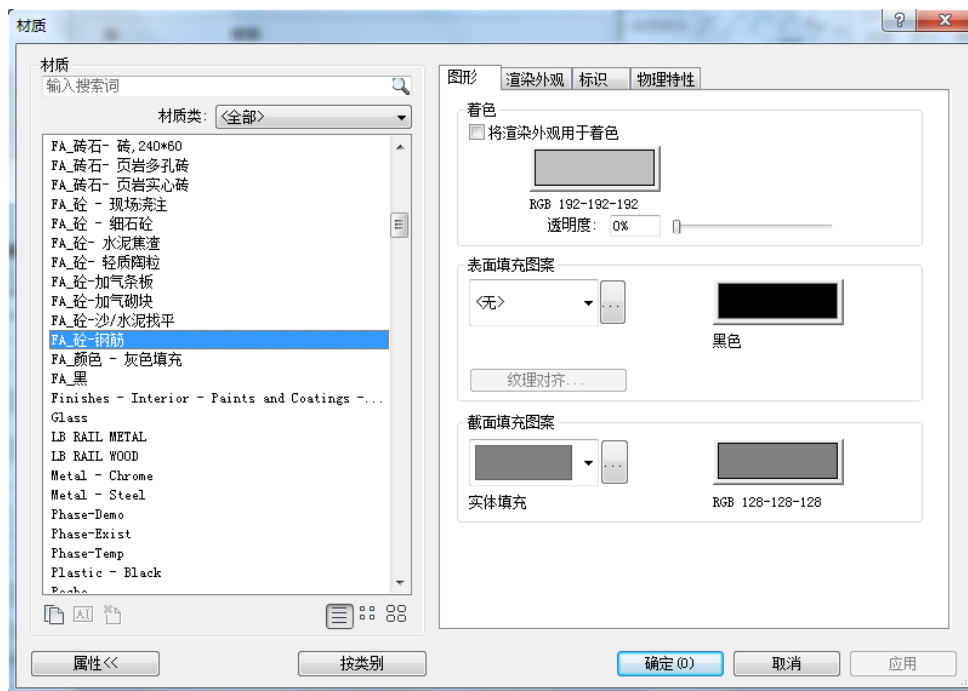 材质
材质
输入搜索词
材质类: <全部>
FA_砖石- 砖,240*60
FA_砖石- 页岩多孔砖
FA_砖石- 页岩实心砖
FA_砼 - 现场浇注
FA_砼 - 细石砼
FA_砼- 水泥焦渣
FA_砼- 轻质陶粒
FA_砼-加气条板
FA_砼-加气砌块
FA_砼-沙/水泥找平
FA_砼-钢筋
FA_颜色 - 灰色填充
FA_黑
Finishes - Interior - Paints and Coatings -...
Glass
LB RAIL METAL
LB RAIL WOOD
Metal - Chrome
Metal - Steel
Phase-Demo
Phase-Exist
Phase-Temp
Plastic - Black
AI
属性<<
按类别
图形 渲染外观 标识 物理特性
着色
将渲染外观用于着色
RGB 192-192-192
透明度: 0%
表面填充图案
<无>
...
黑色
纹理对齐...
截面填充图案
...
实体填充
RGB 128-128-128
确定(O) 取消 应用